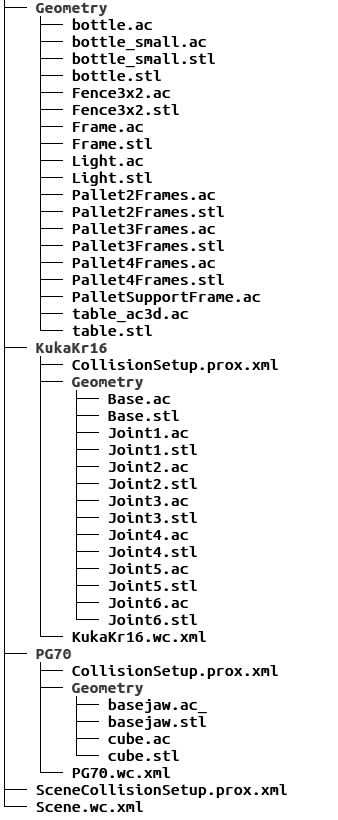 Geometry
bottle.ac
bottle_small.ac
bottle_small.stl
bottle.stl
Fence3x2.ac
Fence3x2.stl
Frame.ac
Frame.stl
Light.ac
Light.stl
Pallet2Frames.ac
Pallet2Frames.stl
Pallet3Frames.ac
Pallet3Frames.stl
Pallet4Frames.ac
Pallet4Frames.stl
PalletSupportFrame.ac
table_ac3d.ac
table.stl
KukaKr16
CollisionSetup.prox.xml
Geometry
Base.ac
Base.stl
Joint1.ac
Joint1.stl
Joint2.ac
Joint2.stl
Joint3.ac
Joint3.stl
Joint4.ac
Joint4.stl
Joint5.ac
Joint5.stl
Joint6.ac
Joint6.stl
KukaKr16.wc.xml
PG70
CollisionSetup.prox.xml
Geometry
basejaw.ac_
basejaw.stl
cube.ac
cube.stl
PG70.wc.xml
SceneCollisionSetup.prox.xml
Scene.wc.xml